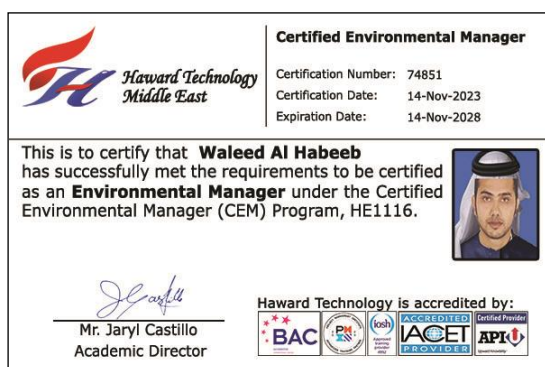 Haward Technology
Middle East
Certified Environmental Manager
Certification Number: 74851
Certification Date: 14-Nov-2023
Expiration Date: 14-Nov-2028
This is to certify that Waleed Al Habeeb
has successfully met the requirements to be certified
as an Environmental Manager under the Certified
Environmental Manager (CEM) Program, HE1116.
Mr. Jaryl Castillo
Academic Director
Haward Technology is accredited by:
BAC
iosh
ACCREDITED
IACET
PROVIDER
Certified Provider
API